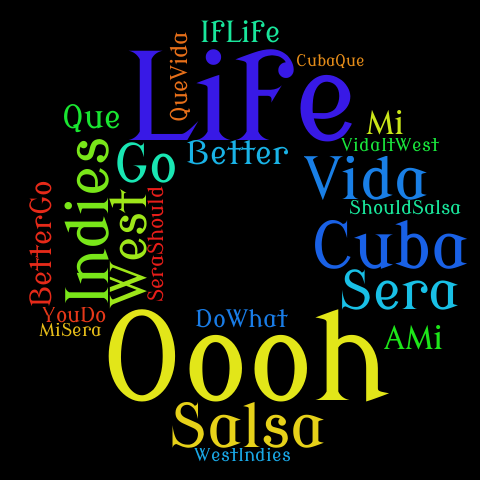 IfLife
Life
QueVida
CubaQue
Que
Mi
VidaItWest
Go
Better
Vida
ShouldSalsa
Indies
West
BetterGo
SeraShould
Cuba
Sera
YouDo
MiSera
DoWhat
Oooh
AMi
Salsa
WestIndies